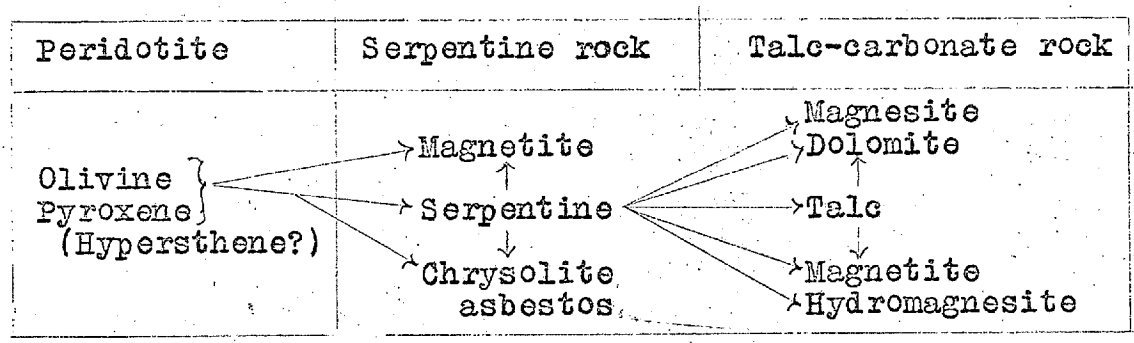 Peridotite
Serpentine rock
Talc-carbonate rock
Olivine
Pyroxene
(Hypersthene?)
Magnetite
Serpentine
Chrysolite
asbestos
Magnesite
Dolomite
Talc
Magnetite
Hydromagnesite